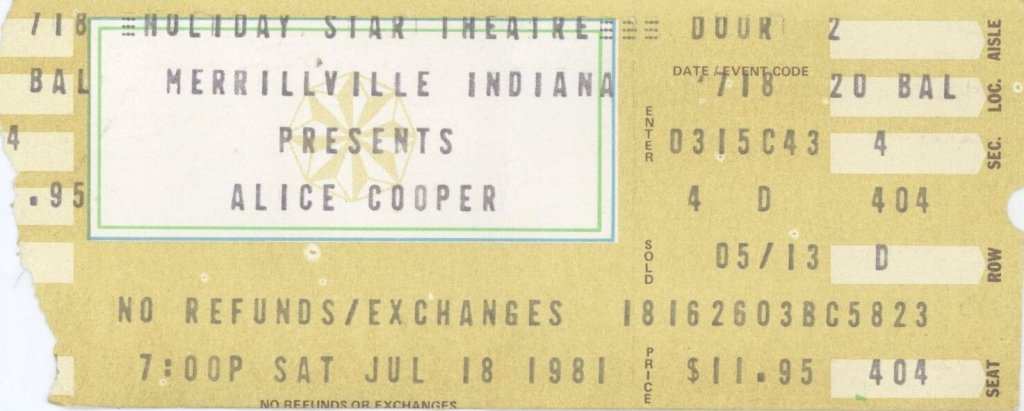 718 ≡HOLIDAY STAR THEATRE≡≡≡ DOOR 2 AISLE
DATE / EVENT CODE
BAL MERRILLVILLE INDIANA 718 20 BAL LOC.
4 PRESENTS ENTER 0315C43 4 SEC.
.95 ALICE COOPER 4 D 404
SOLD 05/13 D ROW
NO REFUNDS/EXCHANGES 18162603BC5823
7:00P SAT JUL 18 1981 PRICE $11.95 404 SEAT
NO REFUNDS OR EXCHANGES